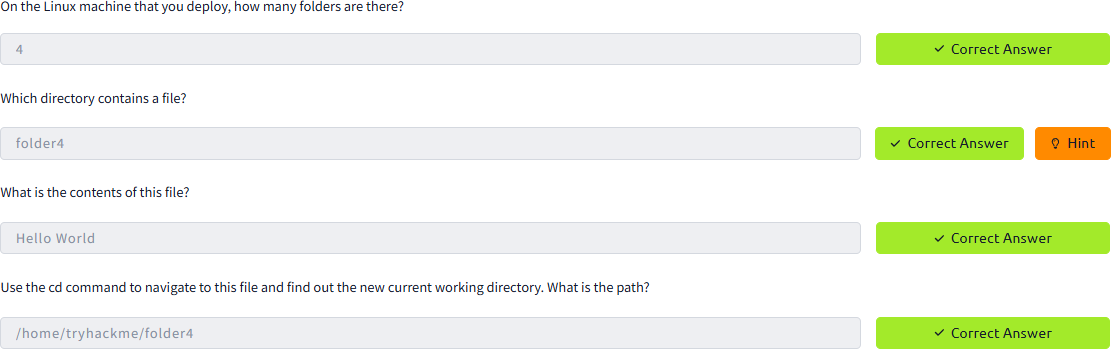 On the Linux machine that you deploy, how many folders are there?
4
Correct Answer
Which directory contains a file?
folder4
Correct Answer
Hint
What is the contents of this file?
Hello World
Correct Answer
Use the cd command to navigate to this file and find out the new current working directory. What is the path?
/home/tryhackme/folder4
Correct Answer